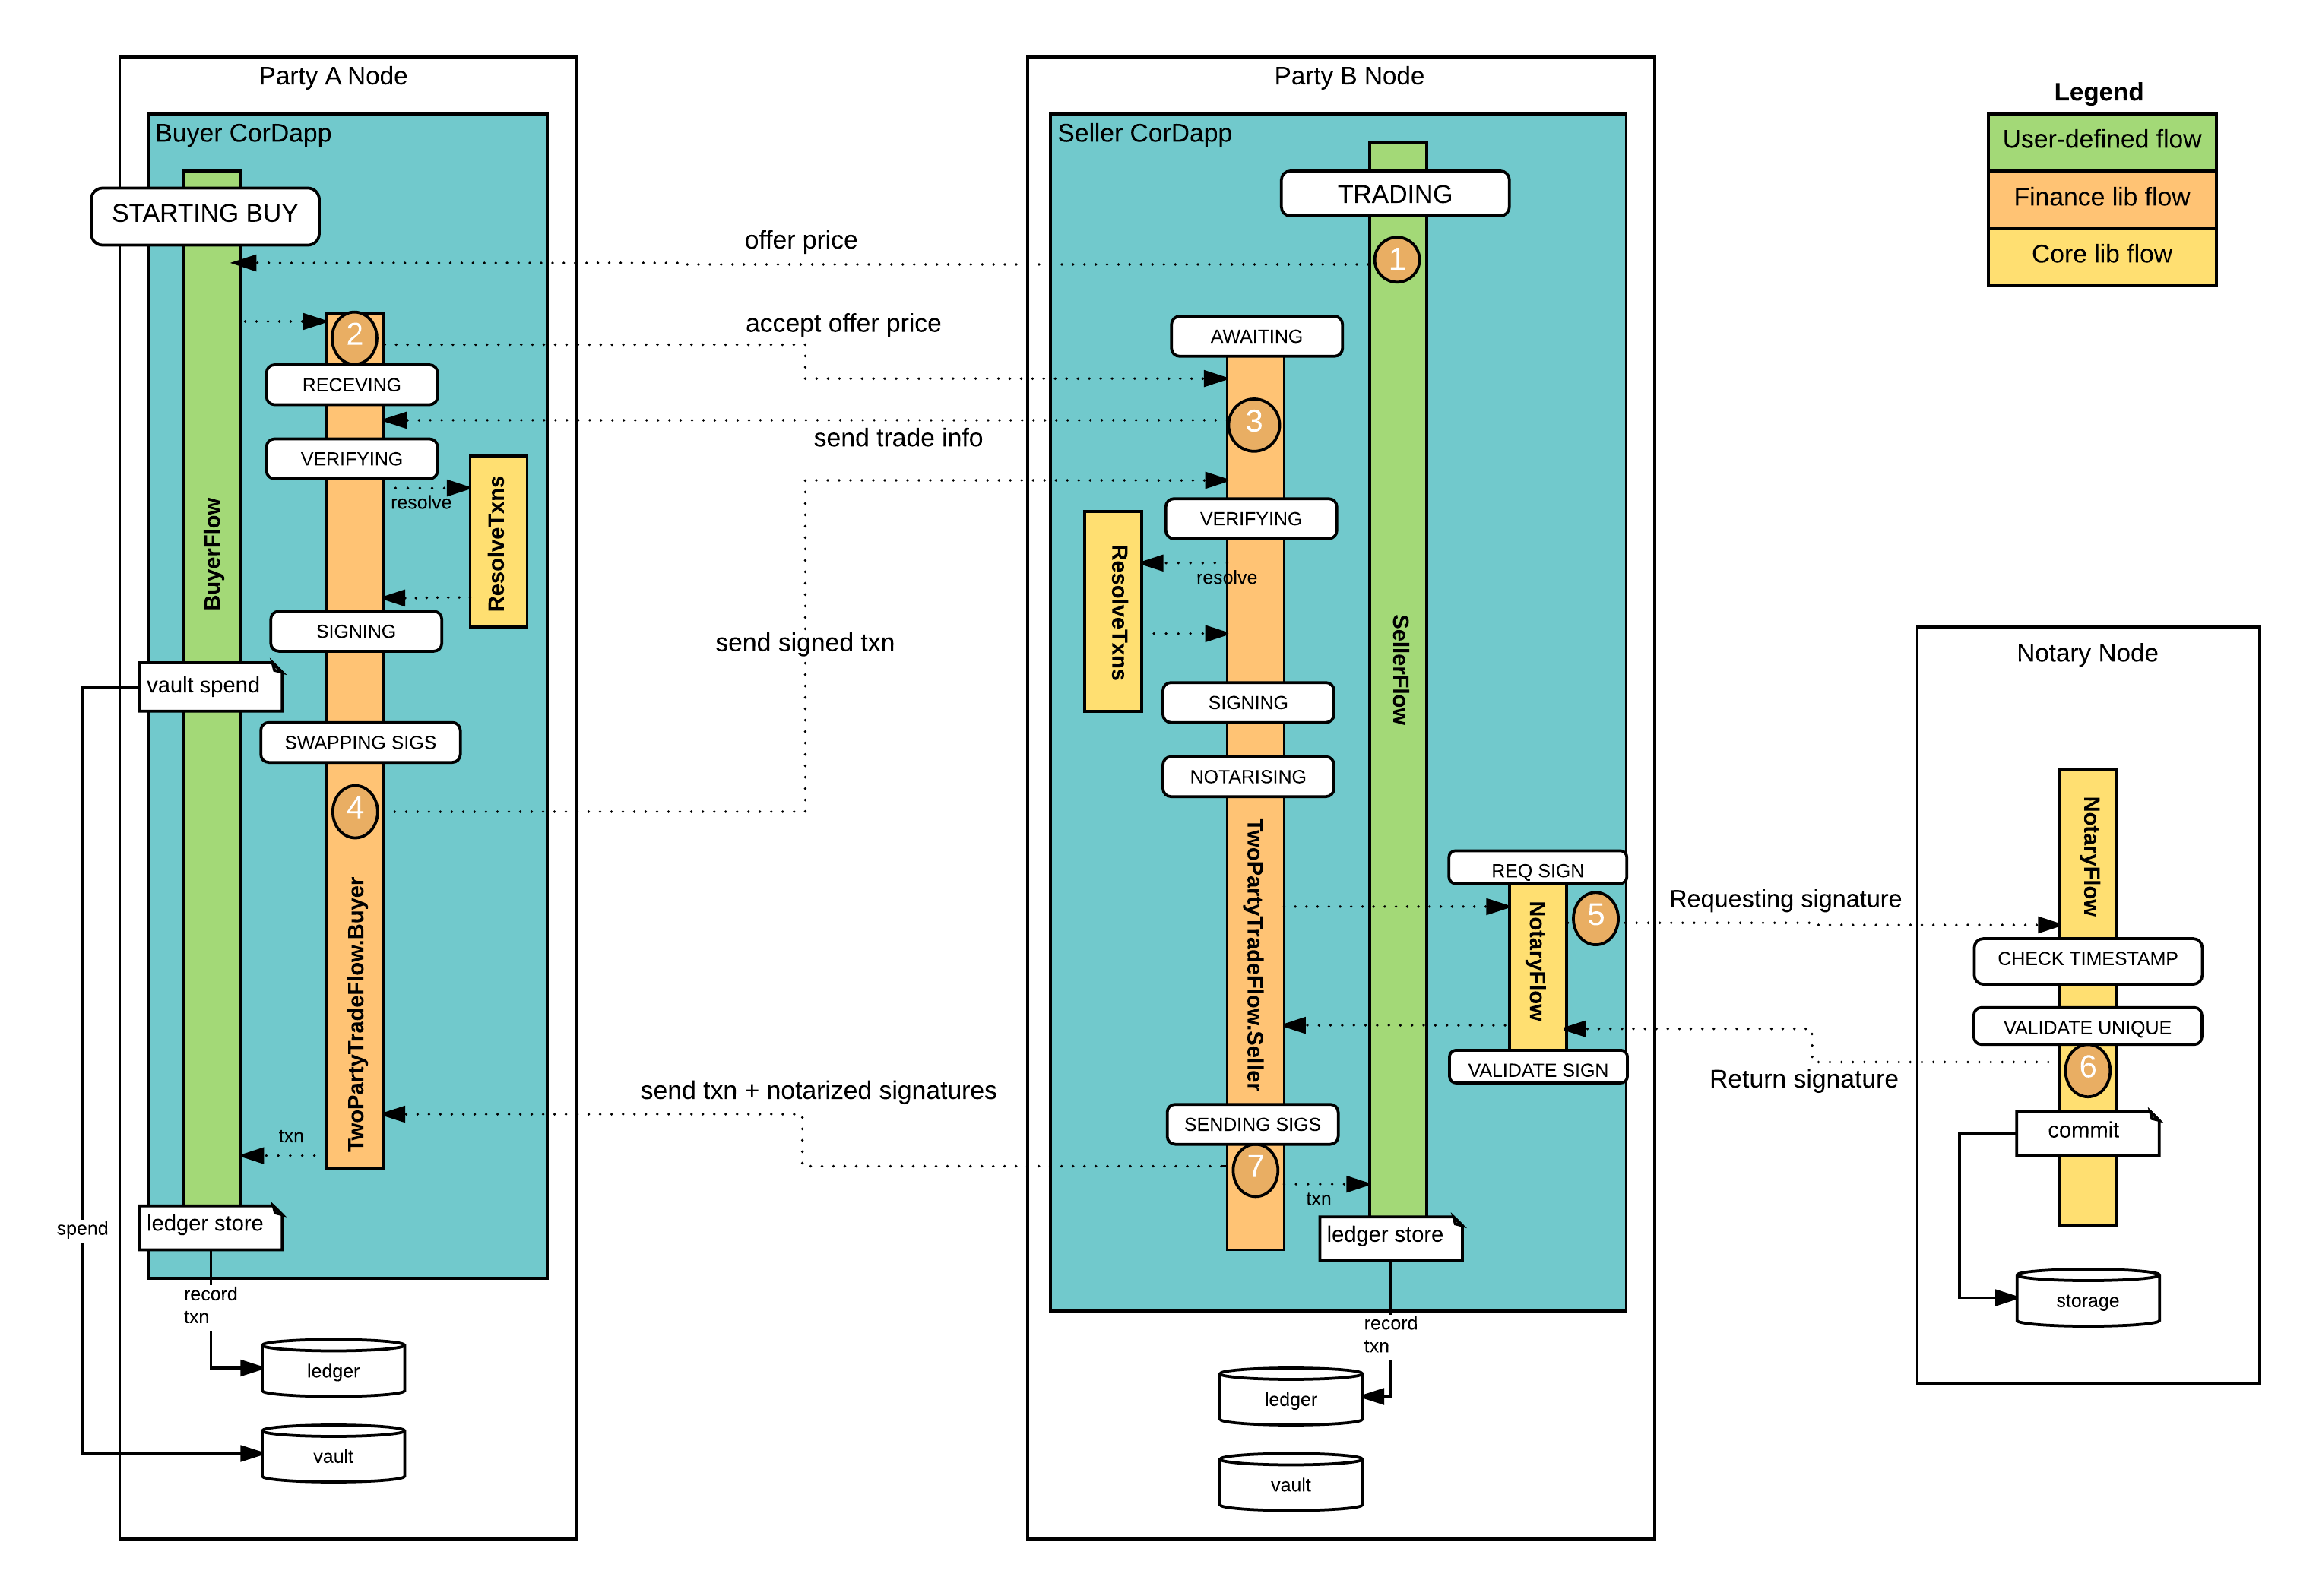 Party A Node
Buyer CorDapp
STARTING BUY
2
RECEVING
VERIFYING
resolve
ResolveTxns
BuyerFlow
SIGNING
vault spend
SWAPPING SIGS
4
TwoPartyTradeFlow.Buyer
txn
ledger store
spend
record
txn
ledger
vault
offer price
accept offer price
send trade info
send signed txn
send txn + notarized signatures
Party B Node
Seller CorDapp
TRADING
1
AWAITING
3
VERIFYING
resolve
ResolveTxns
SellerFlow
SIGNING
NOTARISING
TwoPartyTradeFlow.Seller
REQ SIGN
5
NotaryFlow
VALIDATE SIGN
SENDING SIGS
7
txn
ledger store
record
txn
ledger
vault
Requesting signature
Return signature
Legend
User-defined flow
Finance lib flow
Core lib flow
Notary Node
NotaryFlow
CHECK TIMESTAMP
VALIDATE UNIQUE
6
commit
storage